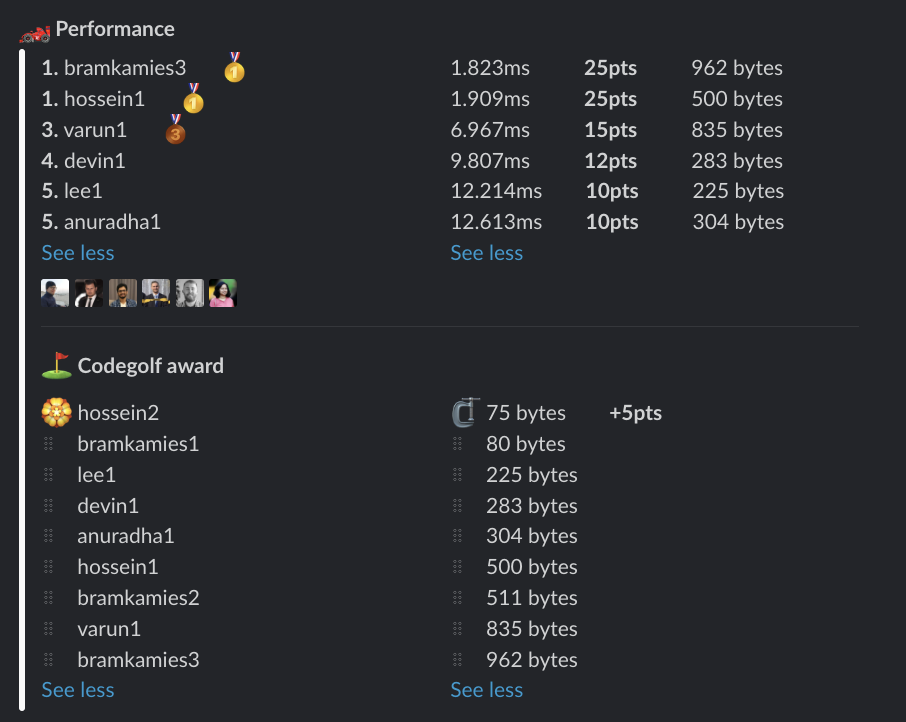 Performance
1. bramkamies3 1.823ms 25pts 962 bytes
1. hossein1 1.909ms 25pts 500 bytes
3. varun1 6.967ms 15pts 835 bytes
4. devin1 9.807ms 12pts 283 bytes
5. lee1 12.214ms 10pts 225 bytes
5. anuradha1 12.613ms 10pts 304 bytes
See less See less
Codegolf award
hossein2 75 bytes +5pts
bramkamies1 80 bytes
lee1 225 bytes
devin1 283 bytes
anuradha1 304 bytes
hossein1 500 bytes
bramkamies2 511 bytes
varun1 835 bytes
bramkamies3 962 bytes
See less See less